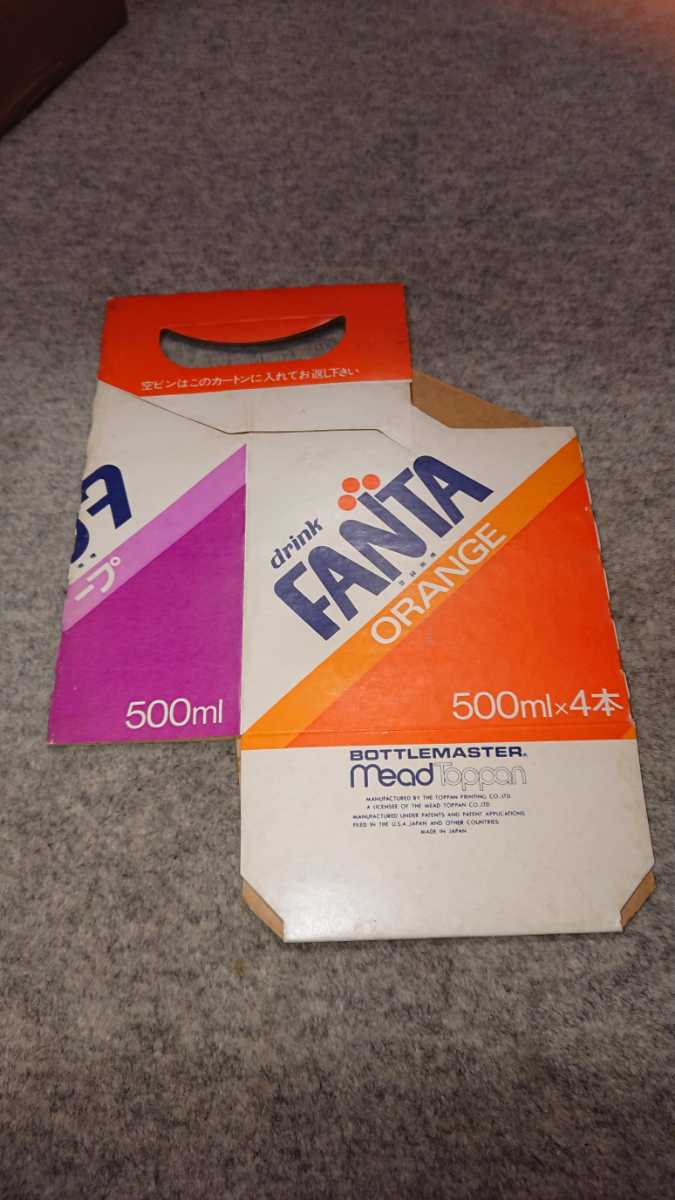 空ビンはこのカートンに入れてお返し下さい
ープ
500ml
drink
FANTA
ORANGE
500ml×4本
BOTTLEMASTER®
Mead Toppan
MANUFACTURED BY THE TOPPAN PRINTING CO., LTD.
A LICENSEE OF THE MEAD TOPPAN CO., LTD.
MANUFACTURED UNDER PATENTS AND PATENT APPLICATIONS
FILED IN THE U.S.A. JAPAN AND OTHER COUNTRIES.
MADE IN JAPAN